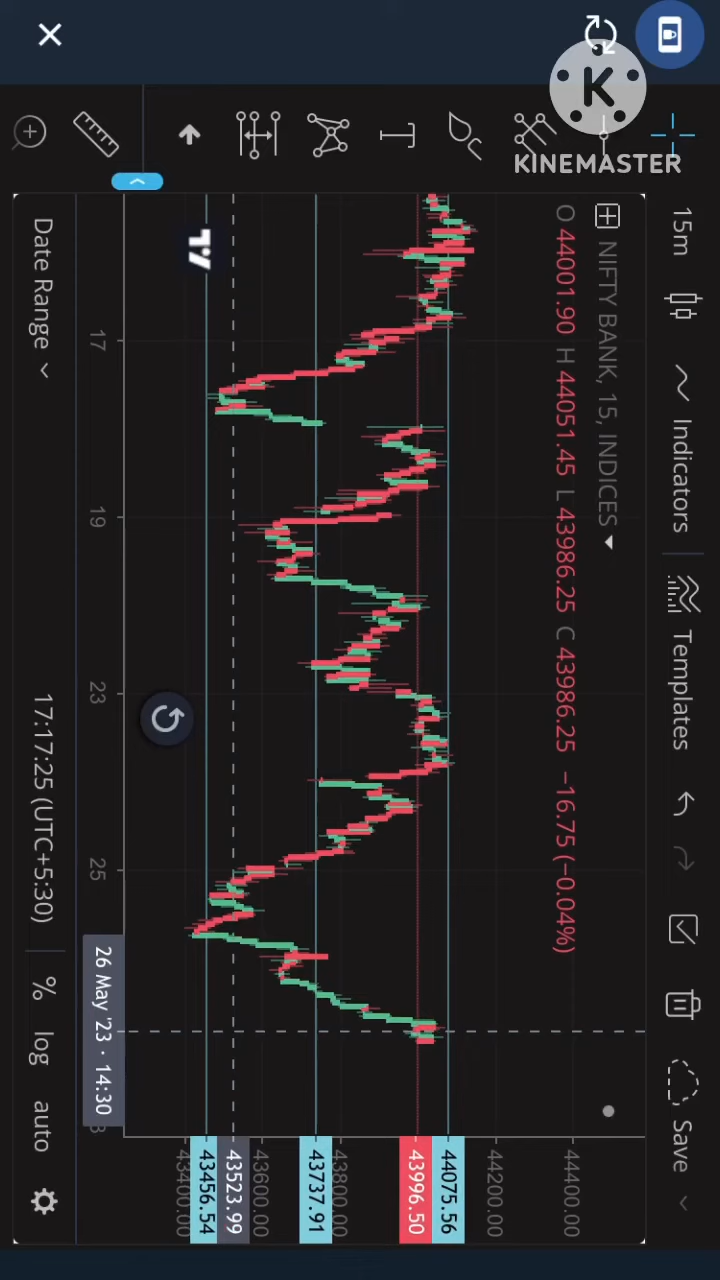 KINEMASTER
15m
Indicators
Templates
Save
NIFTY BANK, 15, INDICES
O 44001.90 H 44051.45 L 43986.25 C 43986.25 −16.75 (−0.04%)
44400.00
44200.00
44075.56
43996.50
43800.00
43737.91
43600.00
43523.99
43456.54
43400.00
17
19
23
25
26 May '23 · 14:30
Date Range
17:17:25 (UTC+5:30)
%
log
auto